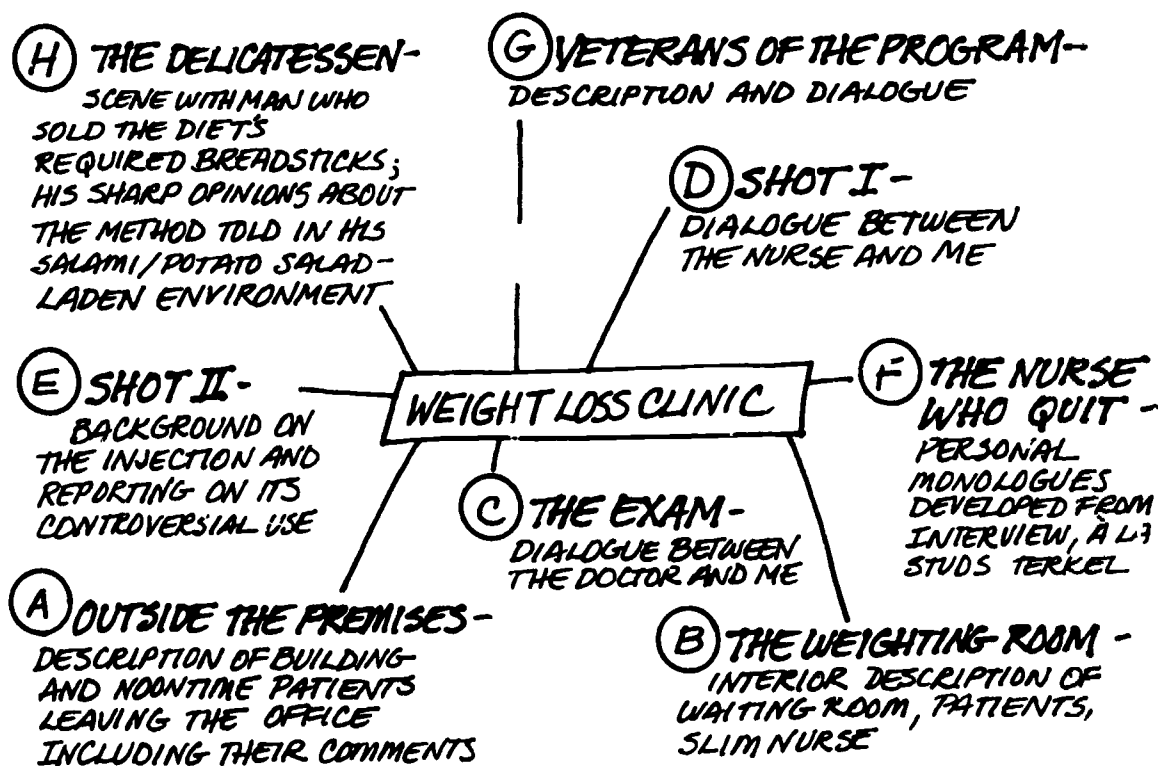 H THE DELICATESSEN-
SCENE WITH MAN WHO
SOLD THE DIET'S
REQUIRED BREADSTICKS;
HIS SHARP OPINIONS ABOUT
THE METHOD TOLD IN HIS
SALAMI/POTATO SALAD-
LADEN ENVIRONMENT
G VETERANS OF THE PROGRAM-
DESCRIPTION AND DIALOGUE
D SHOT I-
DIALOGUE BETWEEN
THE NURSE AND ME
E SHOT II-
BACKGROUND ON
THE INJECTION AND
REPORTING ON ITS
CONTROVERSIAL USE
WEIGHT LOSS CLINIC
F THE NURSE
WHO QUIT-
PERSONAL
MONOLOGUES
DEVELOPED FROM
INTERVIEW, À LA
STUDS TERKEL
C THE EXAM-
DIALOGUE BETWEEN
THE DOCTOR AND ME
A OUTSIDE THE PREMISES-
DESCRIPTION OF BUILDING
AND NOONTIME PATIENTS
LEAVING THE OFFICE
INCLUDING THEIR COMMENTS
B THE WEIGHTING ROOM-
INTERIOR DESCRIPTION OF
WAITING ROOM, PATIENTS,
SLIM NURSE